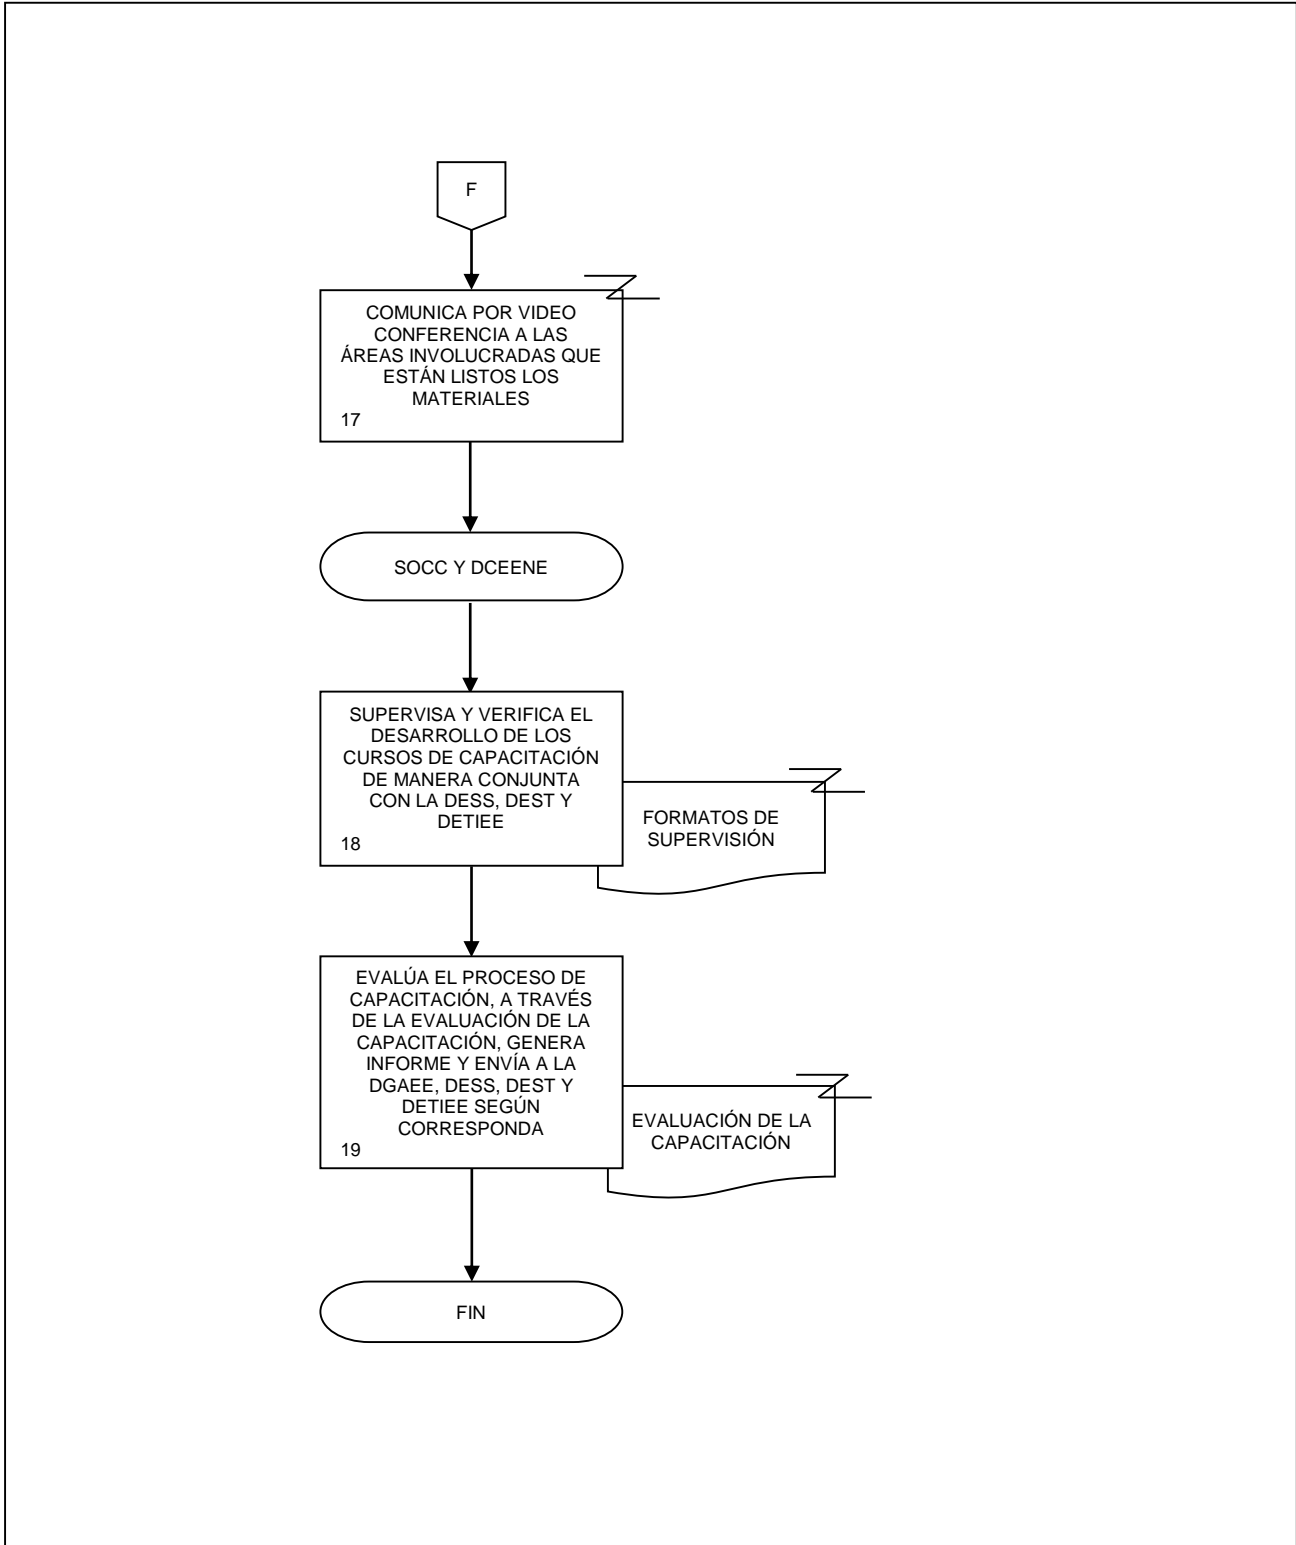 F
COMUNICA POR VIDEO
CONFERENCIA A LAS
ÁREAS INVOLUCRADAS QUE
ESTÁN LISTOS LOS
MATERIALES
17
SOCC Y DCEENE
SUPERVISA Y VERIFICA EL
DESARROLLO DE LOS
CURSOS DE CAPACITACIÓN
DE MANERA CONJUNTA
CON LA DESS, DEST Y
DETIEE
18
FORMATOS DE
SUPERVISIÓN
EVALÚA EL PROCESO DE
CAPACITACIÓN, A TRAVÉS
DE LA EVALUACIÓN DE LA
CAPACITACIÓN, GENERA
INFORME Y ENVÍA A LA
DGAEE, DESS, DEST Y
DETIEE SEGÚN
CORRESPONDA
19
EVALUACIÓN DE LA
CAPACITACIÓN
FIN